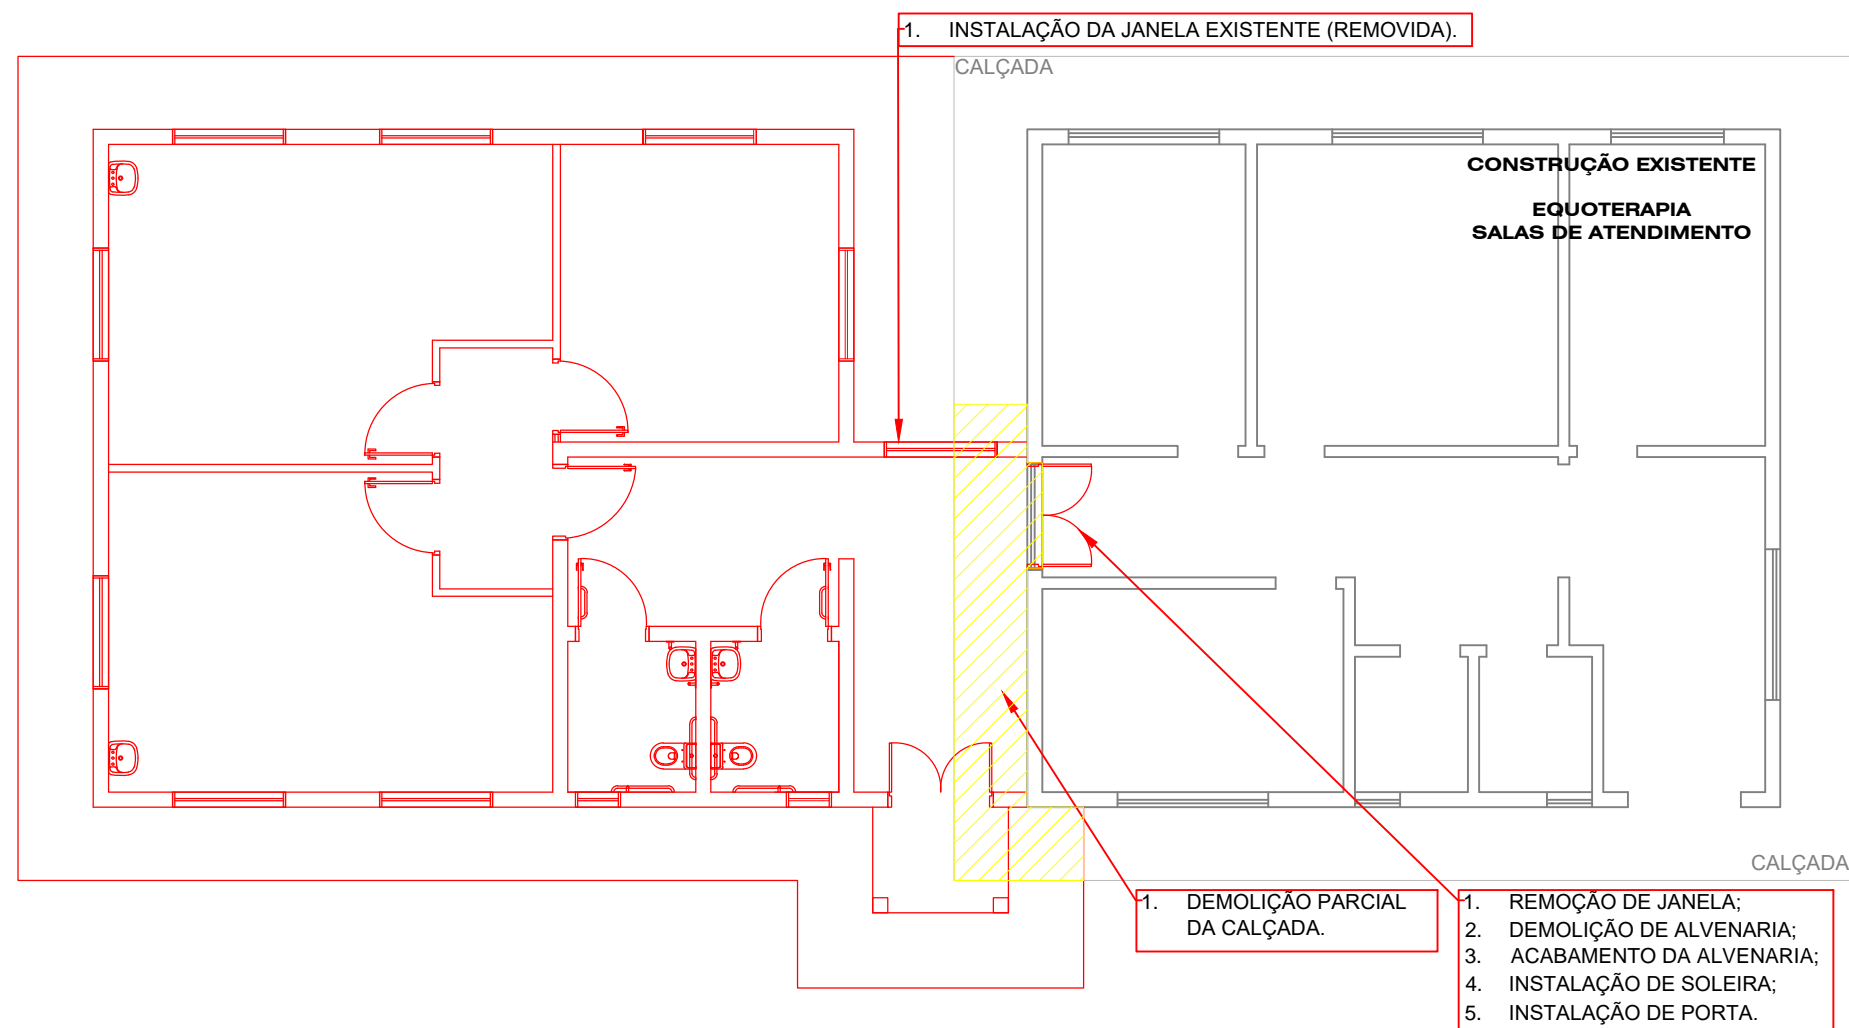 1. INSTALAÇÃO DA JANELA EXISTENTE (REMOVIDA).
CALÇADA
CONSTRUÇÃO EXISTENTE
EQUOTERAPIA
SALAS DE ATENDIMENTO
CALÇADA
1. DEMOLIÇÃO PARCIAL
DA CALÇADA.
1. REMOÇÃO DE JANELA;
2. DEMOLIÇÃO DE ALVENARIA;
3. ACABAMENTO DA ALVENARIA;
4. INSTALAÇÃO DE SOLEIRA;
5. INSTALAÇÃO DE PORTA.